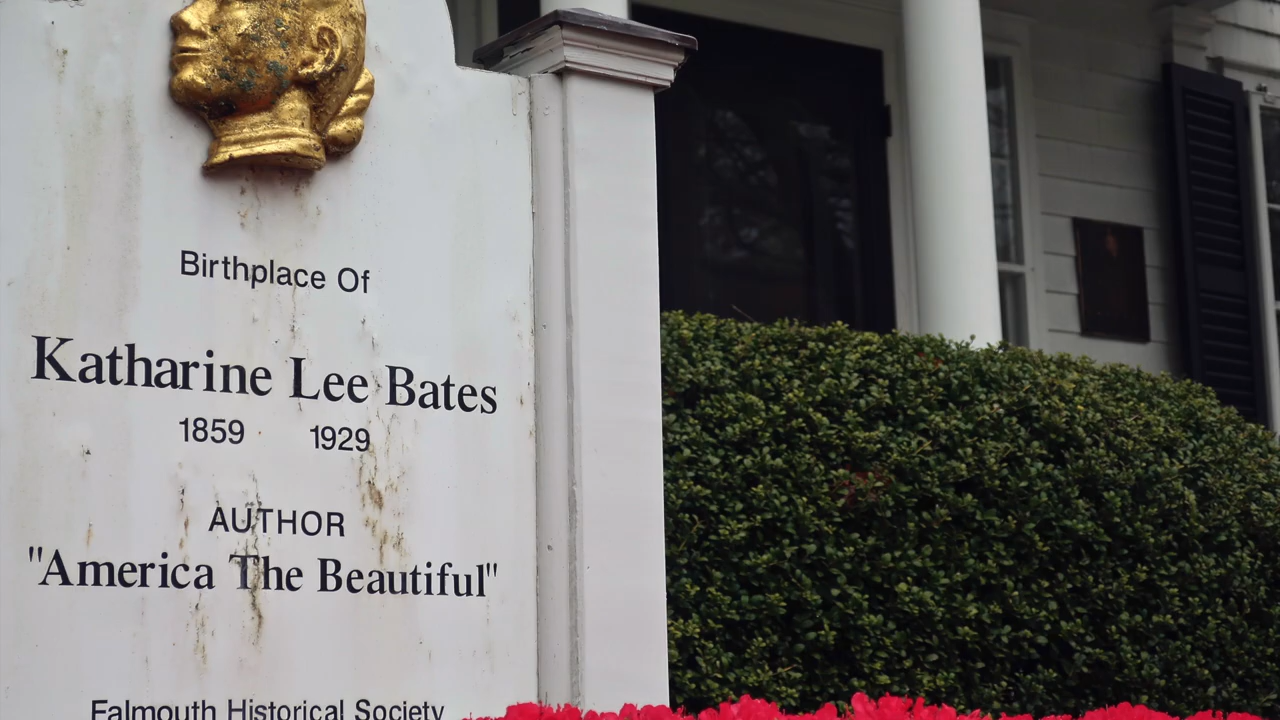 Birthplace Of
Katharine Lee Bates
1859 1929
AUTHOR
"America The Beautiful"
Falmouth Historical Society